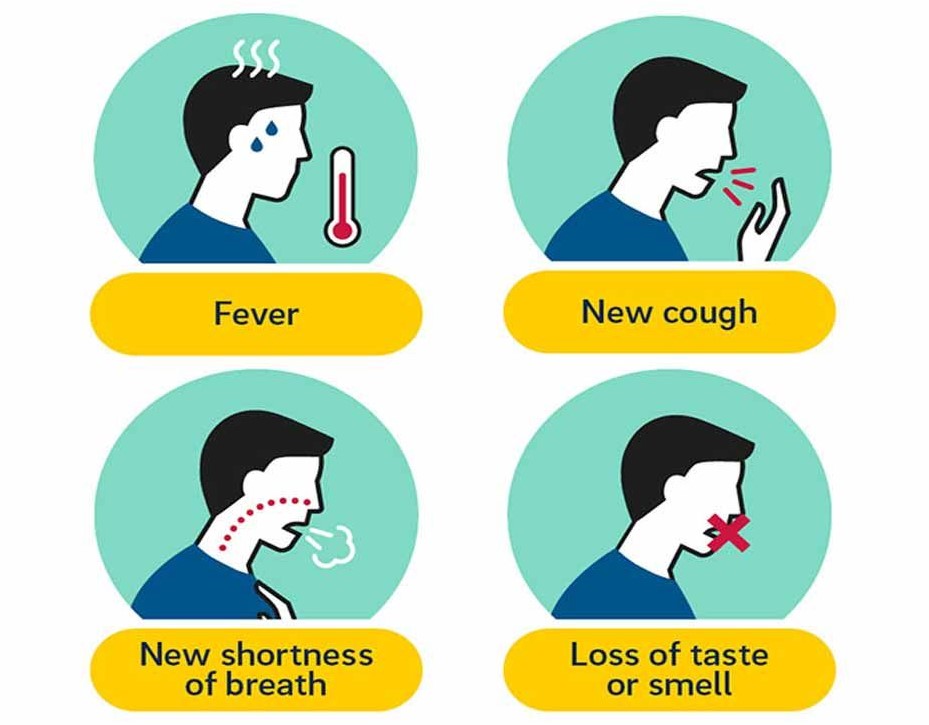 Fever
New cough
New shortness
of breath
Loss of taste
or smell